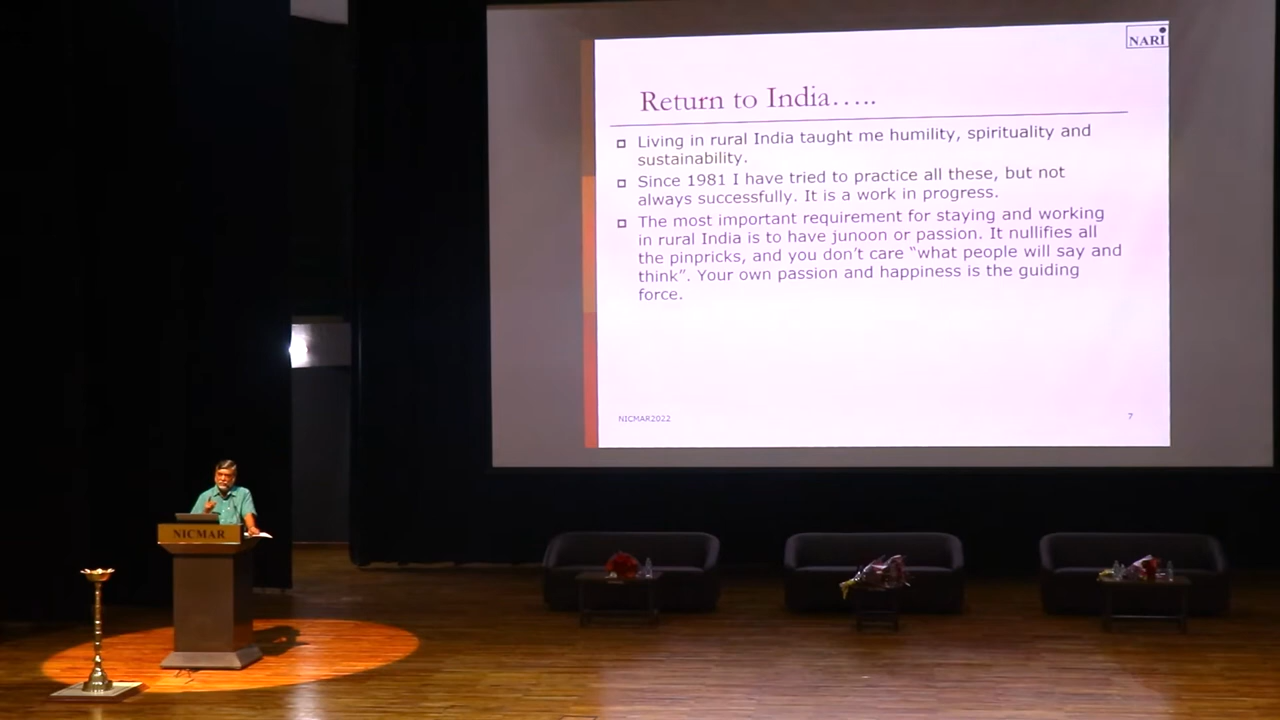 NARI
Return to India.....
Living in rural India taught me humility, spirituality and
sustainability.
Since 1981 I have tried to practice all these, but not
always successfully. It is a work in progress.
The most important requirement for staying and working
in rural India is to have junoon or passion. It nullifies all
the pinpricks, and you don't care "what people will say and
think". Your own passion and happiness is the guiding
force.
NICMAR2022
7
NICMAR